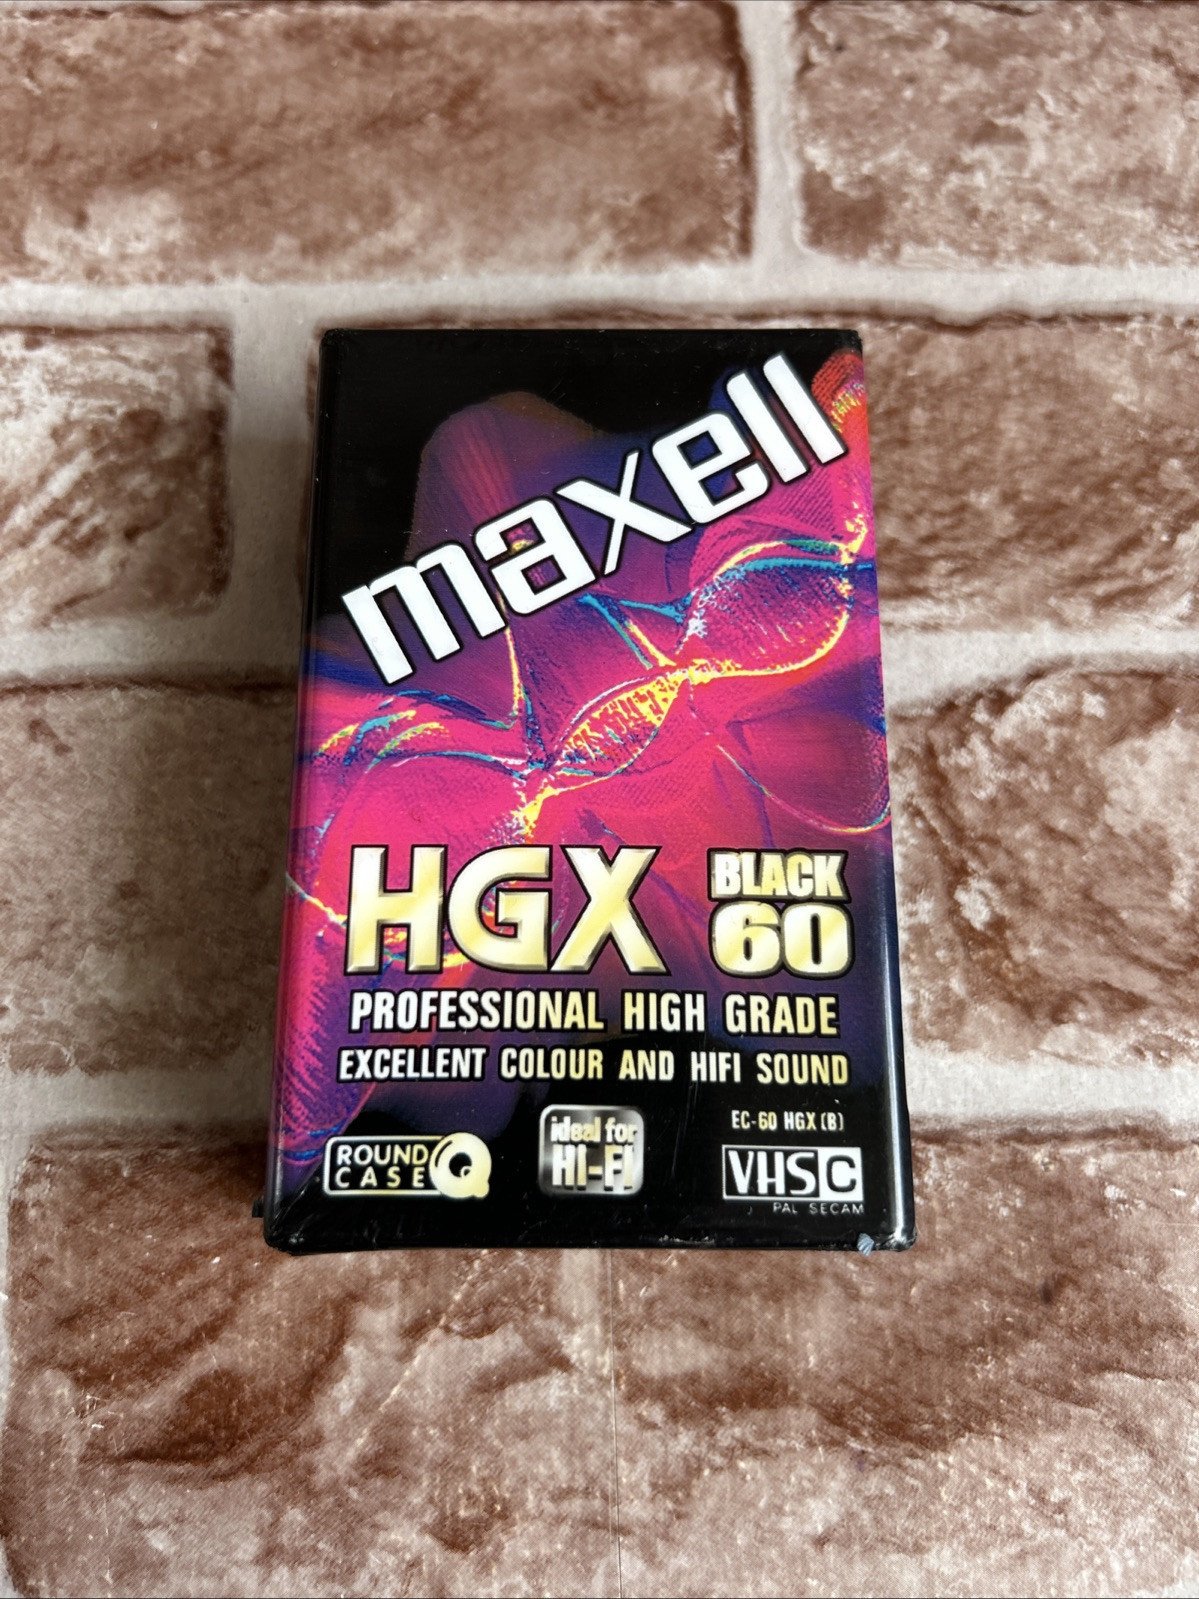 maxell
HGX BLACK 60
PROFESSIONAL HIGH GRADE
EXCELLENT COLOUR AND HIFI SOUND
EC-60 HGX (B)
ROUND CASE
ideal for HI-FI
VHSC
PAL SECAM